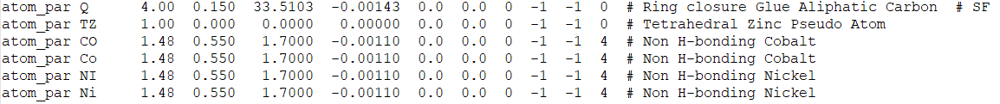 atom_par Q      4.00  0.150  33.5103  -0.00143  0.0  0.0  0  -1  -1  0  # Ring closure Glue Aliphatic Carbon  # SF
atom_par TZ     1.00  0.000   0.0000   0.00000  0.0  0.0  0  -1  -1  0  # Tetrahedral Zinc Pseudo Atom
atom_par CO     1.48  0.550   1.7000  -0.00110  0.0  0.0  0  -1  -1  4  # Non H-bonding Cobalt
atom_par Co     1.48  0.550   1.7000  -0.00110  0.0  0.0  0  -1  -1  4  # Non H-bonding Cobalt
atom_par NI     1.48  0.550   1.7000  -0.00110  0.0  0.0  0  -1  -1  4  # Non H-bonding Nickel
atom_par Ni     1.48  0.550   1.7000  -0.00110  0.0  0.0  0  -1  -1  4  # Non H-bonding Nickel